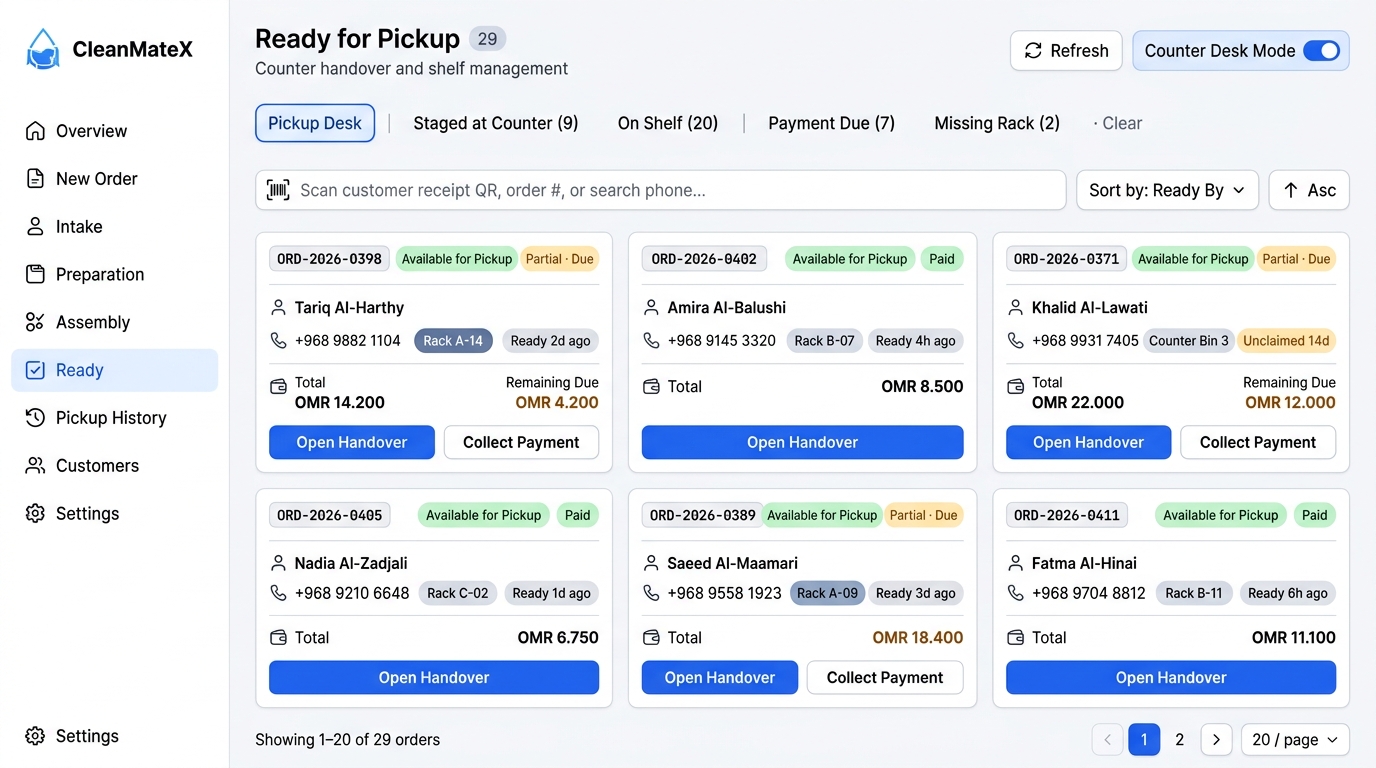 CleanMateX
Overview
New Order
Intake
Preparation
Assembly
Ready
Pickup History
Customers
Settings
Settings
Ready for Pickup 29
Counter handover and shelf management
Refresh
Counter Desk Mode
Pickup Desk | Staged at Counter (9) On Shelf (20) | Payment Due (7) Missing Rack (2) · Clear
Scan customer receipt QR, order #, or search phone...
Sort by: Ready By
↑ Asc
ORD-2026-0398 Available for Pickup Partial · Due
Tariq Al-Harthy
+968 9882 1104 Rack A-14 Ready 2d ago
Total Remaining Due
OMR 14.200 OMR 4.200
Open Handover Collect Payment
ORD-2026-0402 Available for Pickup Paid
Amira Al-Balushi
+968 9145 3320 Rack B-07 Ready 4h ago
Total OMR 8.500
Open Handover
ORD-2026-0371 Available for Pickup Partial · Due
Khalid Al-Lawati
+968 9931 7405 Counter Bin 3 Unclaimed 14d
Total Remaining Due
OMR 22.000 OMR 12.000
Open Handover Collect Payment
ORD-2026-0405 Available for Pickup Paid
Nadia Al-Zadjali
+968 9210 6648 Rack C-02 Ready 1d ago
Total OMR 6.750
Open Handover
ORD-2026-0389 Available for Pickup Partial · Due
Saeed Al-Maamari
+968 9558 1923 Rack A-09 Ready 3d ago
Total OMR 18.400
Open Handover Collect Payment
ORD-2026-0411 Available for Pickup Paid
Fatma Al-Hinai
+968 9704 8812 Rack B-11 Ready 6h ago
Total OMR 11.100
Open Handover
Showing 1–20 of 29 orders
1 2
20 / page